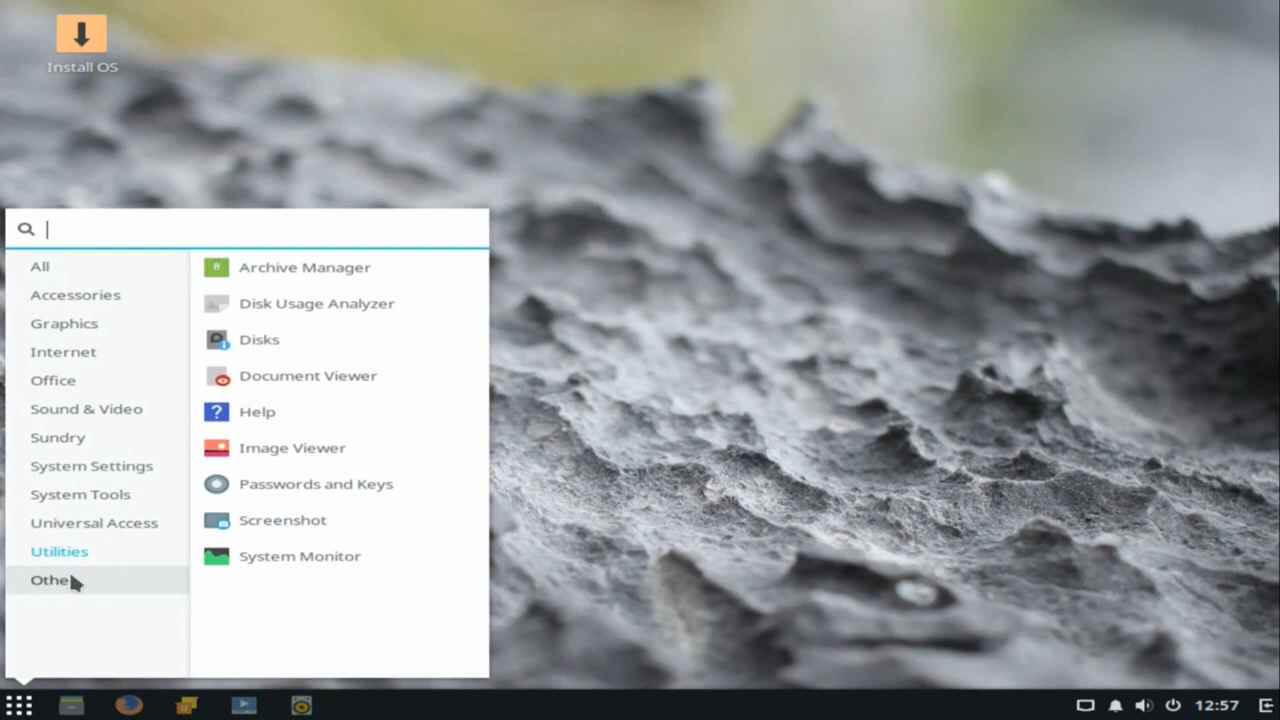 Install OS
All
Accessories
Graphics
Internet
Office
Sound & Video
Sundry
System Settings
System Tools
Universal Access
Utilities
Othe
Archive Manager
Disk Usage Analyzer
Disks
Document Viewer
? Help
Image Viewer
Passwords and Keys
Screenshot
System Monitor
12:57